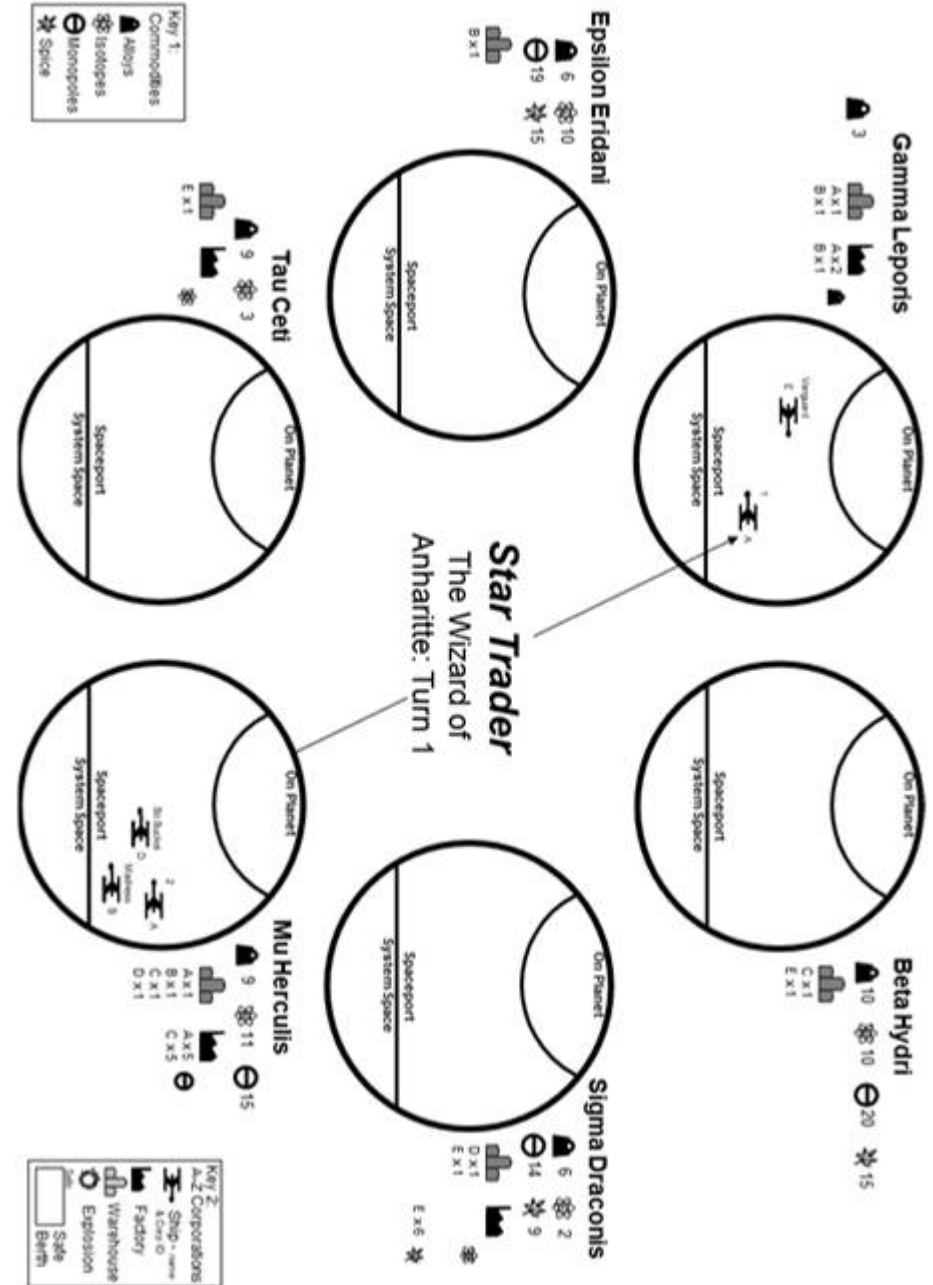 Gamma Leporis
3
A x 1 A x 2
B x 1 B x 1
On Planet
Vanguard
E
1
A
Spaceport
System Space
Beta Hydri
10 10 20 15
C x 1
E x 1
On Planet
Spaceport
System Space
Epsilon Eridani
6 10
19 15
B x 1
On Planet
Spaceport
System Space
Star Trader
The Wizard of
Anharitte: Turn 1
Sigma Draconis
6 2
14 9
D x 1
E x 1
E x 6
On Planet
Spaceport
System Space
Tau Ceti
9 3
E x 1
On Planet
Spaceport
System Space
Mu Herculis
9 11 15
A x 1 A x 5
B x 1 C x 5
C x 1
D x 1
On Planet
D
2
A
B
Spaceport
System Space
Key 1:
Commodities
Alloys
Isotopes
Monopoles
Spice
Key 2:
A-Z Corporations
Ship - name
& Corp ID
Factory
Warehouse
Explosion
Safe
Safe
Berth